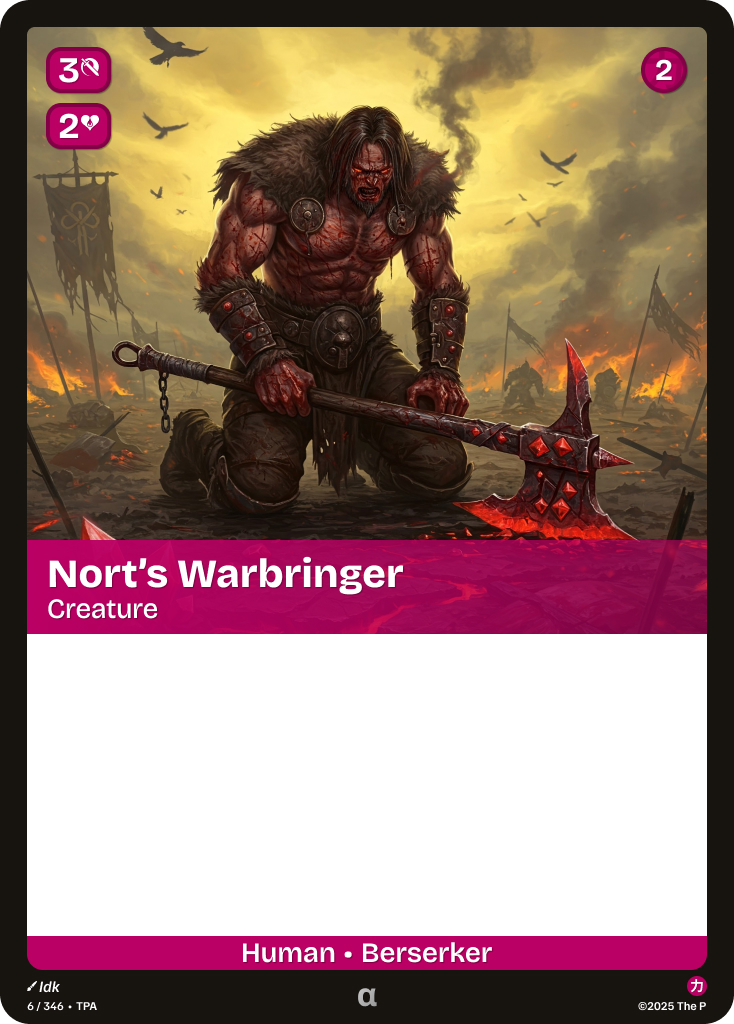 3
2
2
Nort’s Warbringer
Creature
Human • Berserker
Idk
6 / 346 • TPA
α
力
©2025 The P